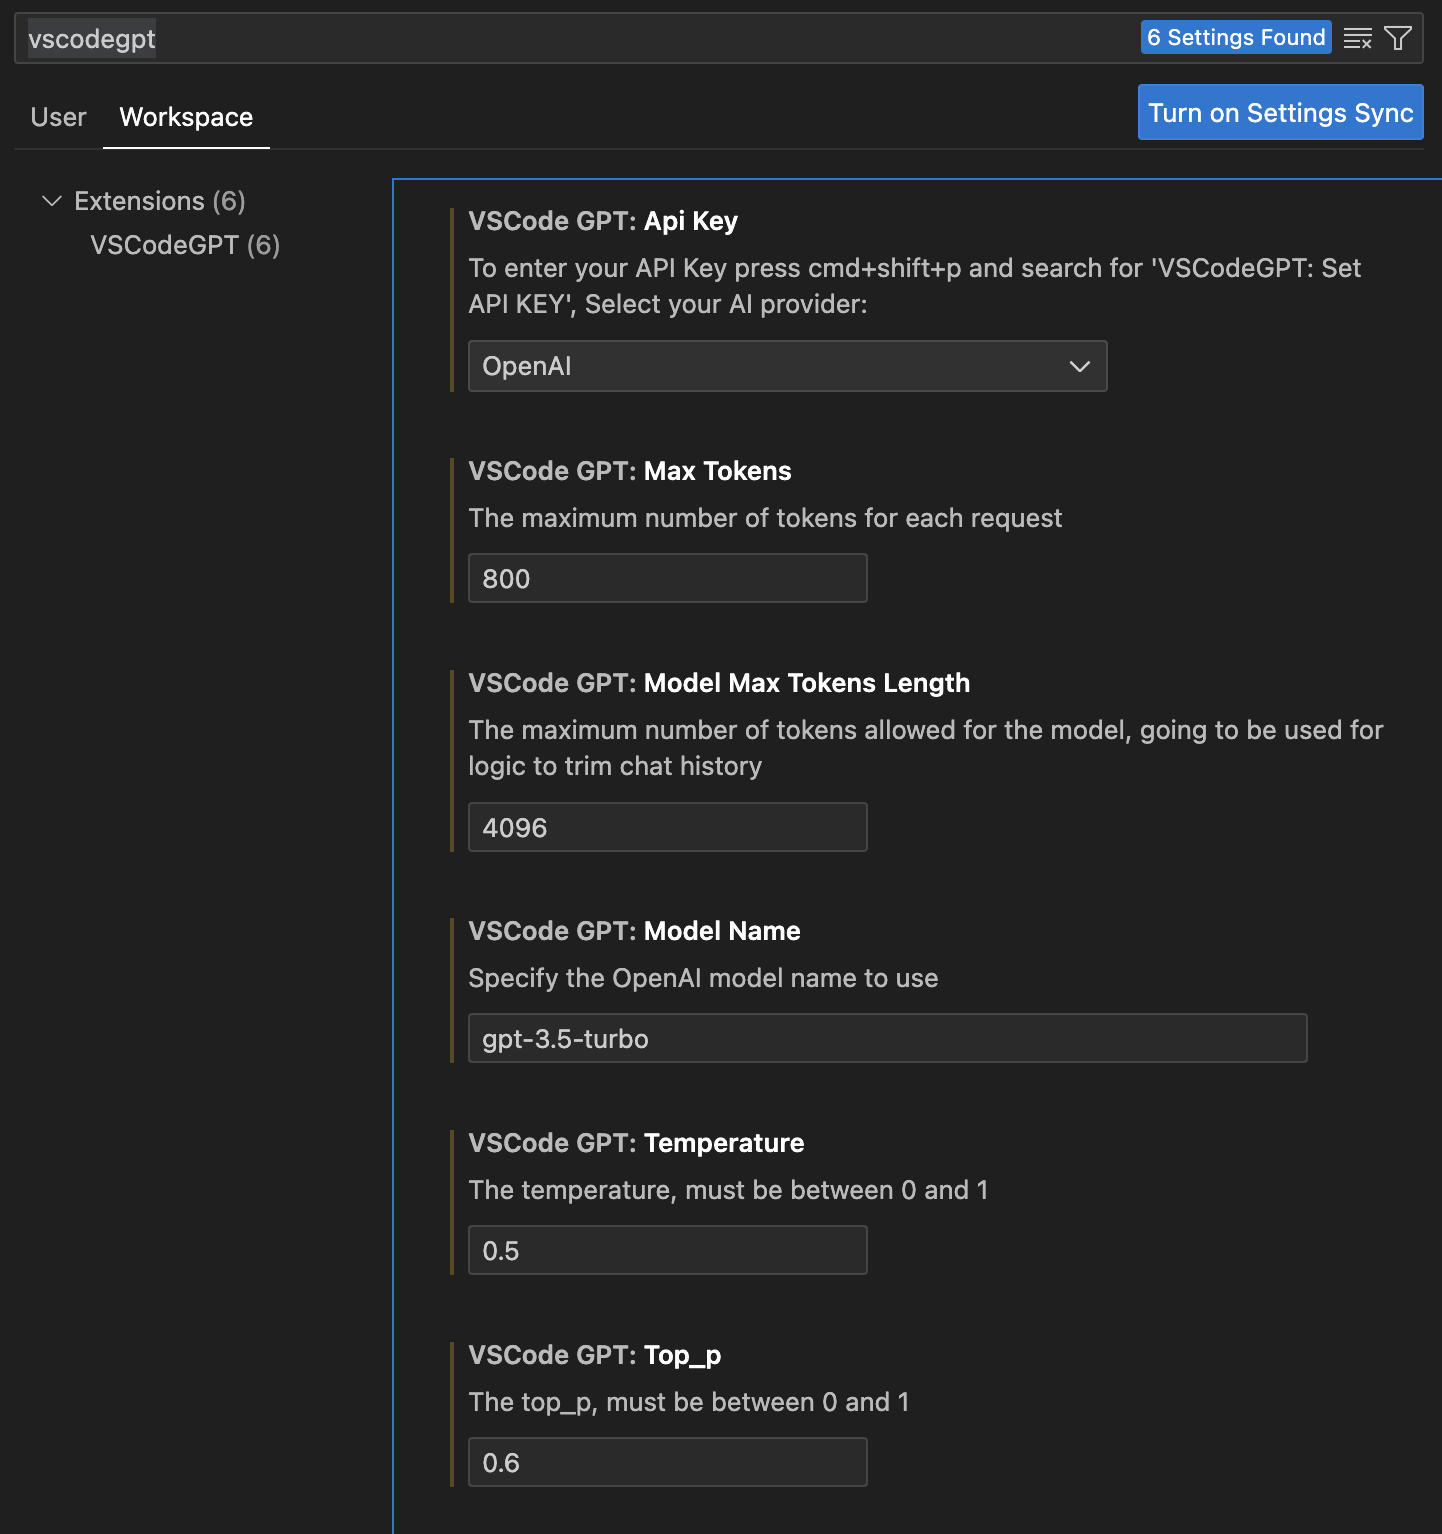 vscodegpt
6 Settings Found
User
Workspace
Turn on Settings Sync
Extensions (6)
VSCodeGPT (6)
VSCode GPT: Api Key
To enter your API Key press cmd+shift+p and search for 'VSCodeGPT: Set
API KEY', Select your AI provider:
OpenAI
VSCode GPT: Max Tokens
The maximum number of tokens for each request
800
VSCode GPT: Model Max Tokens Length
The maximum number of tokens allowed for the model, going to be used for
logic to trim chat history
4096
VSCode GPT: Model Name
Specify the OpenAI model name to use
gpt-3.5-turbo
VSCode GPT: Temperature
The temperature, must be between 0 and 1
0.5
VSCode GPT: Top_p
The top_p, must be between 0 and 1
0.6